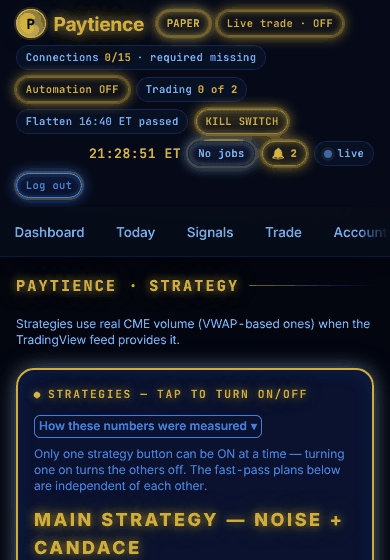 P Paytience PAPER Live trade · OFF
Connections 0/15 · required missing
Automation OFF Trading 0 of 2
Flatten 16:40 ET passed KILL SWITCH
21:28:51 ET No jobs 🔔 2 live
Log out
Dashboard Today Signals Trade Account
PAYTIENCE · STRATEGY
Strategies use real CME volume (VWAP-based ones) when the
TradingView feed provides it.
● STRATEGIES — TAP TO TURN ON/OFF
How these numbers were measured ▾
Only one strategy button can be ON at a time — turning
one on turns the others off. The fast-pass plans below
are independent of each other.
MAIN STRATEGY — NOISE +
CANDACE